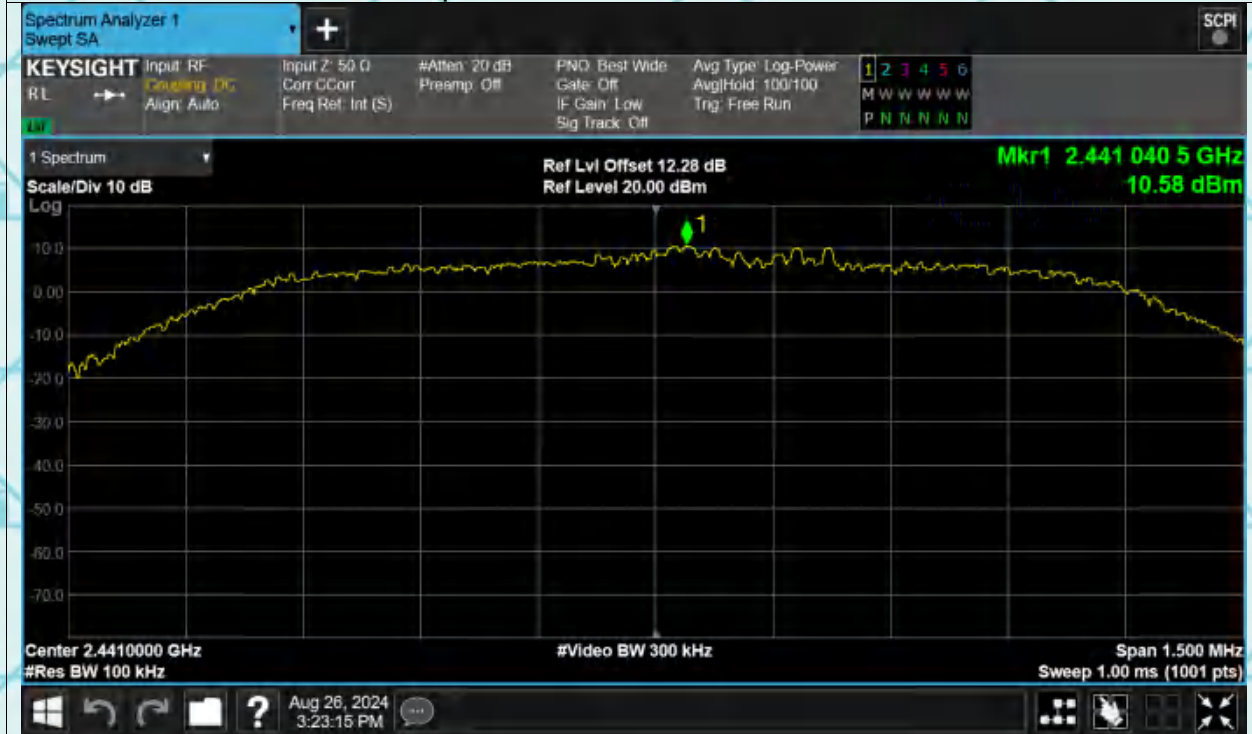 Spectrum Analyzer 1
Swept SA
+
SCPI
KEYSIGHT
RL
Input: RF
Coupling: DC
Align: Auto
Input Z: 50 Ω
Corr CCorr
Freq Ref: Int (S)
#Atten: 20 dB
Preamp: Off
PNO: Best Wide
Gate: Off
IF Gain: Low
Sig Track: Off
Avg Type: Log-Power
Avg|Hold: 100/100
Trig: Free Run
1 2 3 4 5 6
M W W W W W
P N N N N N
1 Spectrum
Scale/Div 10 dB
Log
Ref Lvl Offset 12.28 dB
Ref Level 20.00 dBm
Mkr1 2.441 040 5 GHz
10.58 dBm
1
10.0
0.00
-10.0
-20.0
-30.0
-40.0
-50.0
-60.0
-70.0
Center 2.4410000 GHz
#Res BW 100 kHz
#Video BW 300 kHz
Span 1.500 MHz
Sweep 1.00 ms (1001 pts)
?
Aug 26, 2024
3:23:15 PM